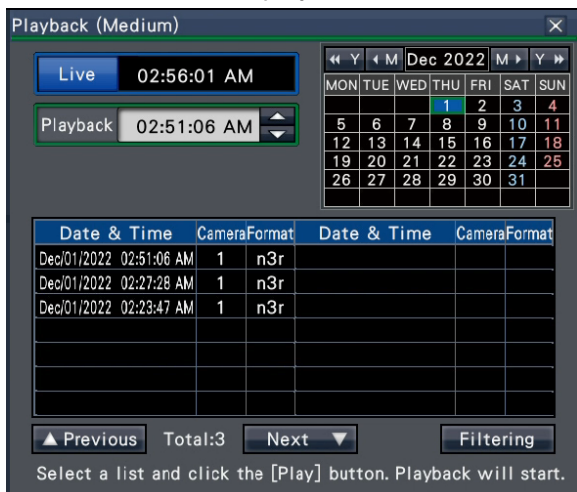 Playback (Medium)
Live 02:56:01 AM
Playback 02:51:06 AM
Y M Dec 2022 M Y
MON TUE WED THU FRI SAT SUN
1 2 3 4
5 6 7 8 9 10 11
12 13 14 15 16 17 18
19 20 21 22 23 24 25
26 27 28 29 30 31
Date & Time Camera Format Date & Time Camera Format
Dec/01/2022 02:51:06 AM 1 n3r
Dec/01/2022 02:27:28 AM 1 n3r
Dec/01/2022 02:23:47 AM 1 n3r
▲ Previous Total:3 Next ▼ Filtering
Select a list and click the [Play] button. Playback will start.